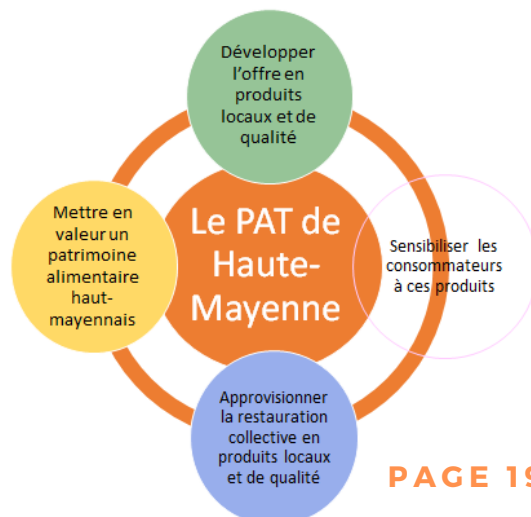 Développer
l'offre en
produits
locaux et de
qualité
Mettre en
valeur un
patrimoine
alimentaire
haut-
mayennais
Le PAT de
Haute-
Mayenne
Sensibiliser les
consommateurs
à ces produits
Approvisionner
la restauration
collective en
produits locaux
et de qualité
PAGE 19